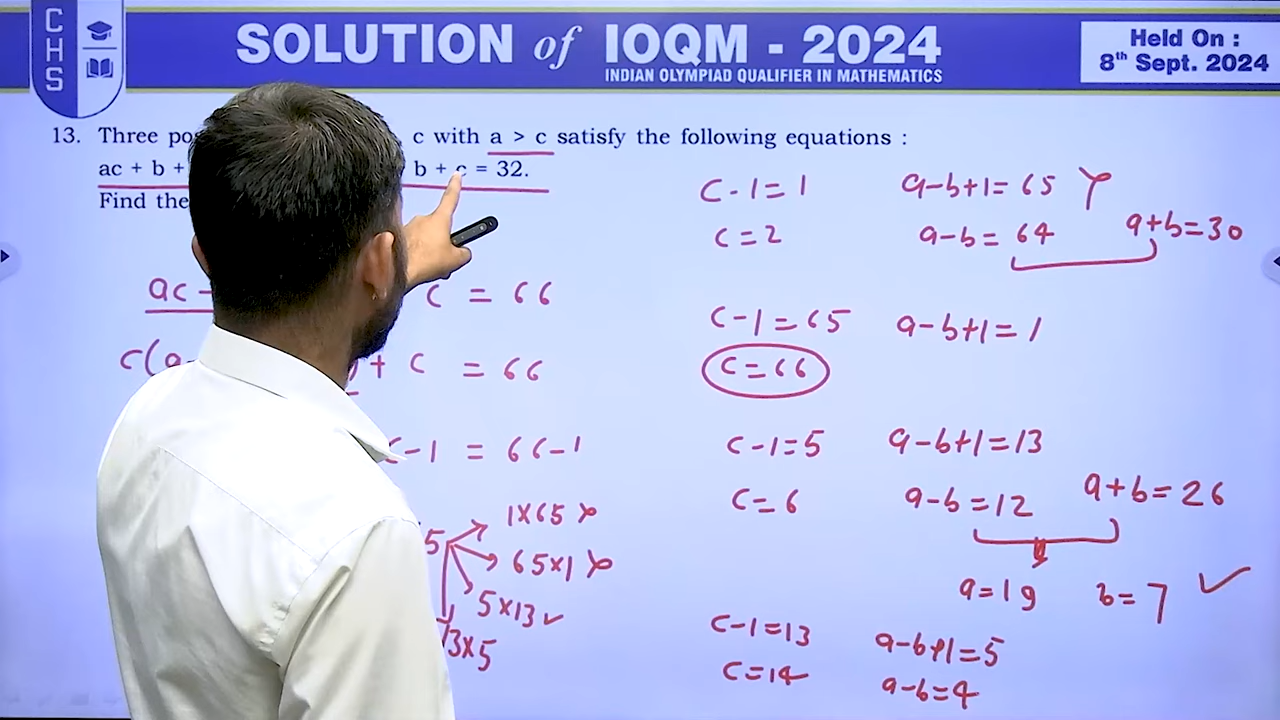 CHS
SOLUTION of IOQM - 2024
INDIAN OLYMPIAD QUALIFIER IN MATHEMATICS
Held On :
8th Sept. 2024
13. Three c with a > c satisfy the following equations :
ac + b + b + c = 32.
Find the
ac - c = 66
c( + c = 66
c-1 = 66-1
5
1×65 ×
65×1 ×
5×13 ✓
13×5
c-1=1 a-b+1=65 ×
c=2 a-b=64 a+b=30
c-1=65 a-b+1=1
c=66
c-1=5 a-b+1=13
c=6 a-b=12 a+b=26
a=19 b=7 ✓
c-1=13 a-b+1=5
c=14 a-b=4